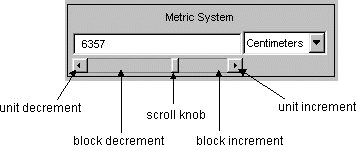 Metric System
6357 Centimeters
unit decrement
scroll knob
unit increment
block decrement
block increment